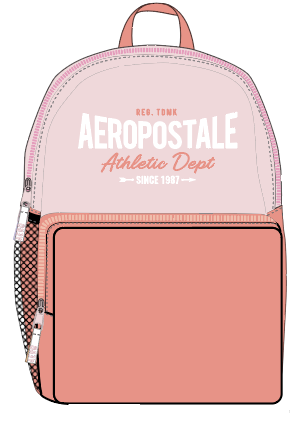 REG. TDMK
AEROPOSTALE
Athletic Dept
SINCE 1987